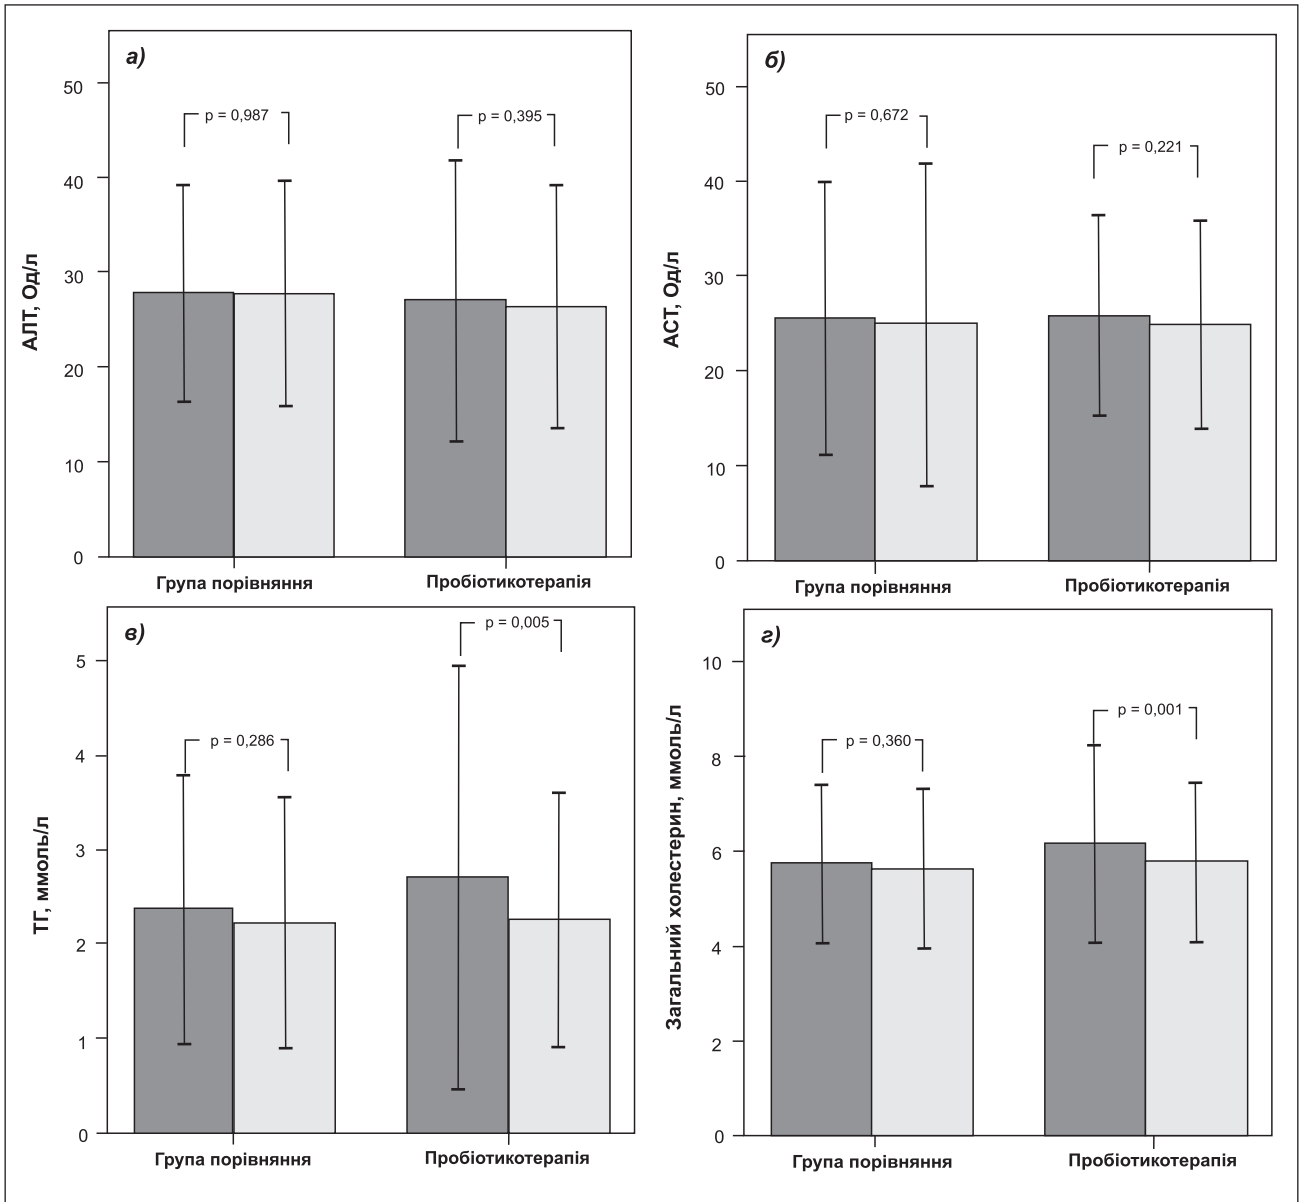 а)
АЛТ, Од/л
50
40
30
20
10
0
p = 0,987
p = 0,395
Група порівняння
Пробіотикотерапія
б)
АСТ, Од/л
50
40
30
20
10
0
p = 0,672
p = 0,221
Група порівняння
Пробіотикотерапія
в)
ТГ, ммоль/л
5
4
3
2
1
0
p = 0,286
p = 0,005
Група порівняння
Пробіотикотерапія
г)
Загальний холестерин, ммоль/л
10
8
6
4
2
0
p = 0,360
p = 0,001
Група порівняння
Пробіотикотерапія